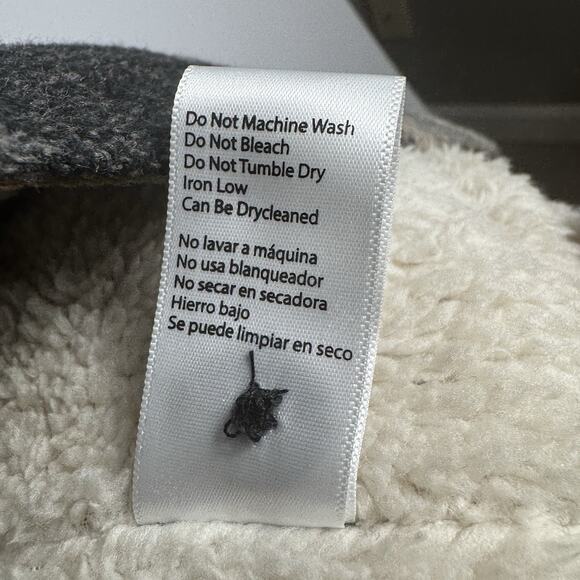 Do Not Machine Wash
Do Not Bleach
Do Not Tumble Dry
Iron Low
Can Be Drycleaned
No lavar a máquina
No usa blanqueador
No secar en secadora
Hierro bajo
Se puede limpiar en seco